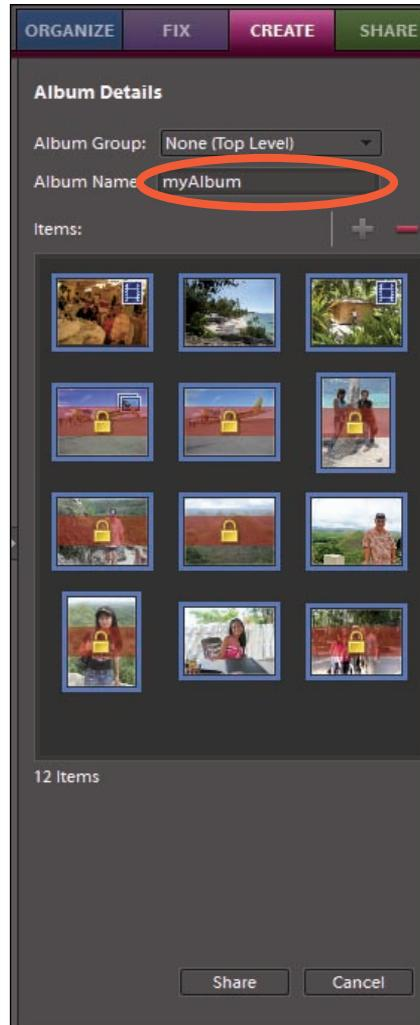 ORGANIZE FIX CREATE SHARE
Album Details
Album Group: None (Top Level)
Album Name myAlbum
Items:
12 Items
Share Cancel